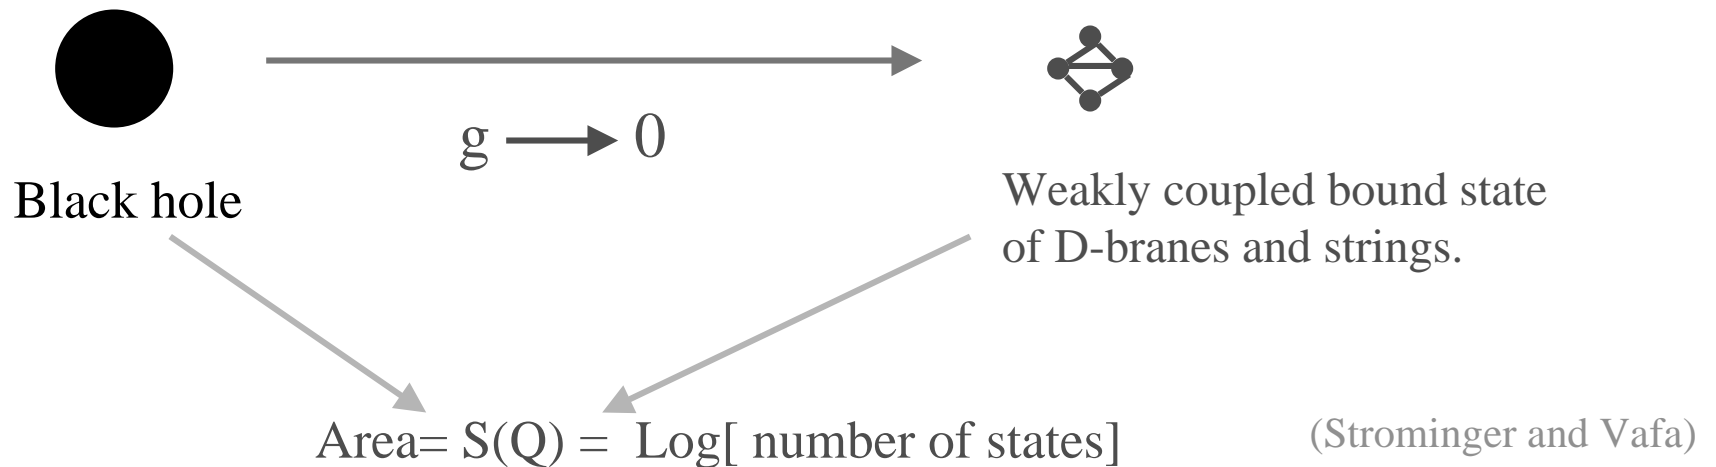 g → 0
Black hole
Weakly coupled bound state
of D-branes and strings.
Area= S(Q) = Log[ number of states]
(Strominger and Vafa)